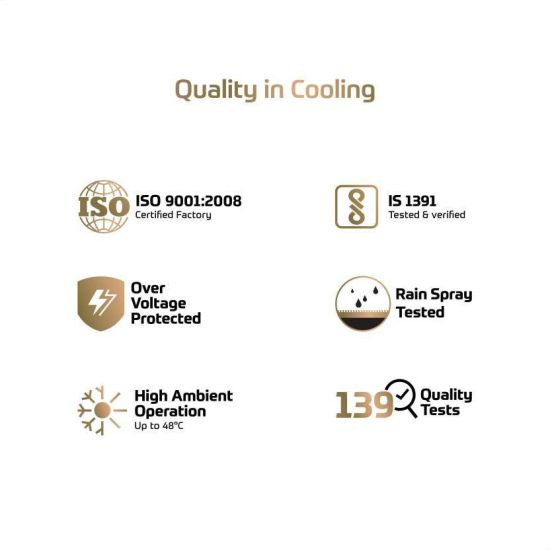 Quality in Cooling
ISO
ISO 9001:2008
Certified Factory
IS 1391
Tested & verified
Over
Voltage
Protected
Rain Spray
Tested
High Ambient
Operation
Up to 48°C
139
Quality
Tests